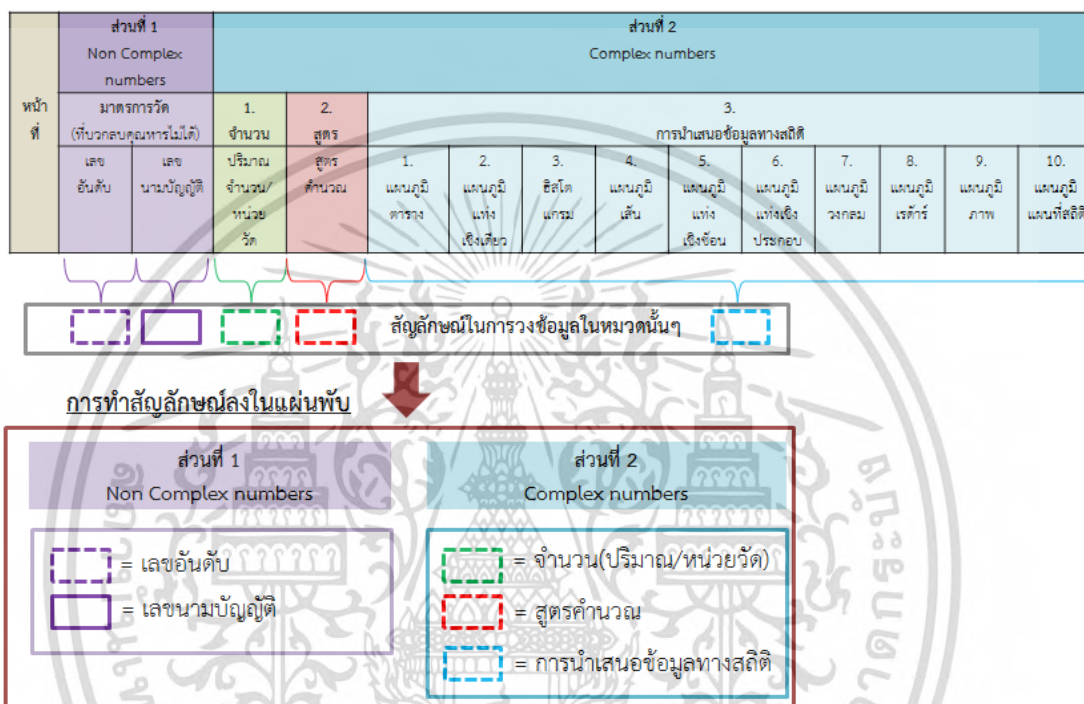 ส่วนที่ 1
Non Complex
numbers
ส่วนที่ 2
Complex numbers
หน้า
ที่
มาตรการวัด
(ที่บวกลบคูณหารไม่ได้)
1.
จำนวน
2.
สูตร
3.
การนำเสนอข้อมูลทางสถิติ
เลข
อันดับ
เลข
นามบัญญัติ
ปริมาณ
จำนวน/
หน่วย
วัด
สูตร
คำนวณ
1.
แผนภูมิ
ตาราง
2.
แผนภูมิ
แท่ง
เชิงเดียว
3.
ฮิสโต
แกรม
4.
แผนภูมิ
เส้น
5.
แผนภูมิ
แท่ง
เชิงซ้อน
6.
แผนภูมิ
แท่งเชิง
ประกอบ
7.
แผนภูมิ
วงกลม
8.
แผนภูมิ
เรด้าร์
9.
แผนภูมิ
ภาพ
10.
แผนภูมิ
แผนที่สถิติ
สัญลักษณ์ในการวงข้อมูลในหมวดนั้นๆ
การทำสัญลักษณ์ลงในแผ่นพับ
ส่วนที่ 1
Non Complex numbers
= เลขอันดับ
= เลขนามบัญญัติ
ส่วนที่ 2
Complex numbers
= จำนวน(ปริมาณ/หน่วยวัด)
= สูตรคำนวณ
= การนำเสนอข้อมูลทางสถิติ